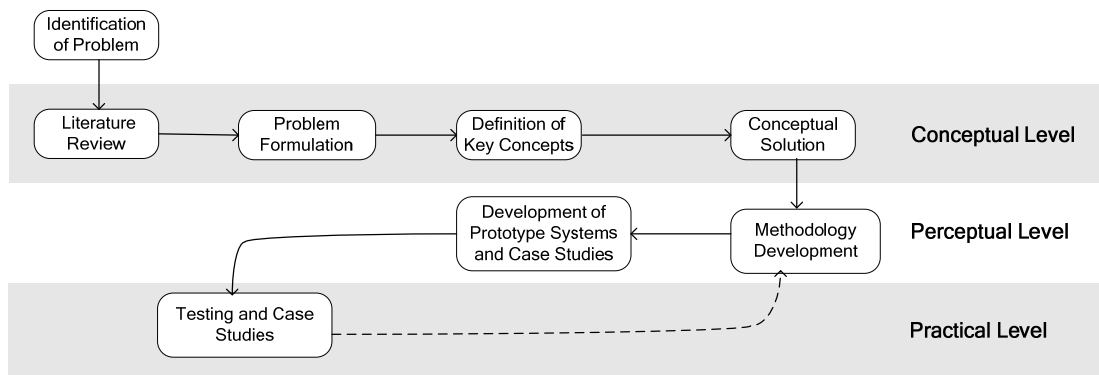 Identification
of Problem
Literature
Review
Problem
Formulation
Definition of
Key Concepts
Conceptual
Solution
Conceptual Level
Development of
Prototype Systems
and Case Studies
Methodology
Development
Perceptual Level
Testing and Case
Studies
Practical Level